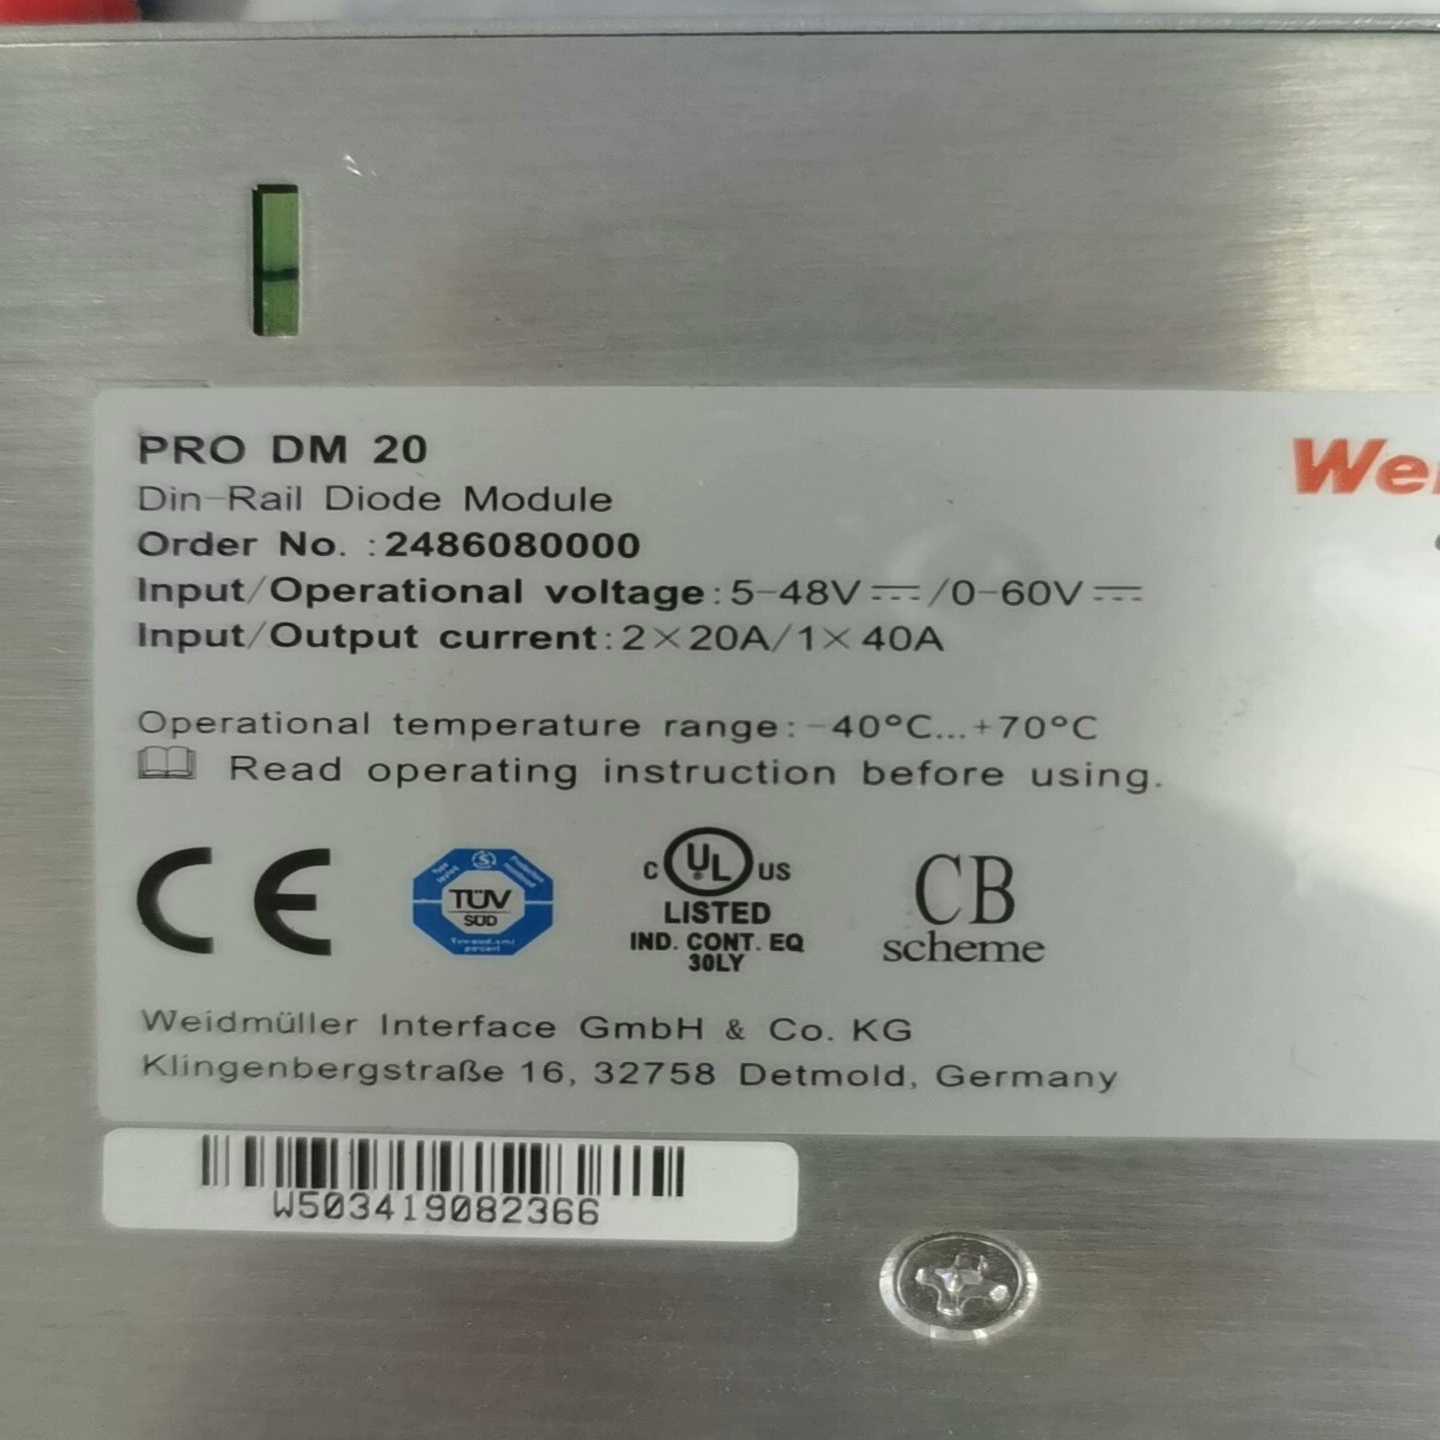 PRO DM 20
We
Din-Rail Diode Module
Order No. :2486080000
Input/Operational voltage:5-48V⎓/0-60V⎓
Input/Output current:2×20A/1×40A
Operational temperature range:-40°C...+70°C
Read operating instruction before using.
CE
TÜV
SÜD
C UL US
LISTED
IND. CONT. EQ
30LY
CB
scheme
Weidmüller Interface GmbH & Co. KG
Klingenbergstraße 16, 32758 Detmold, Germany
W503419082366